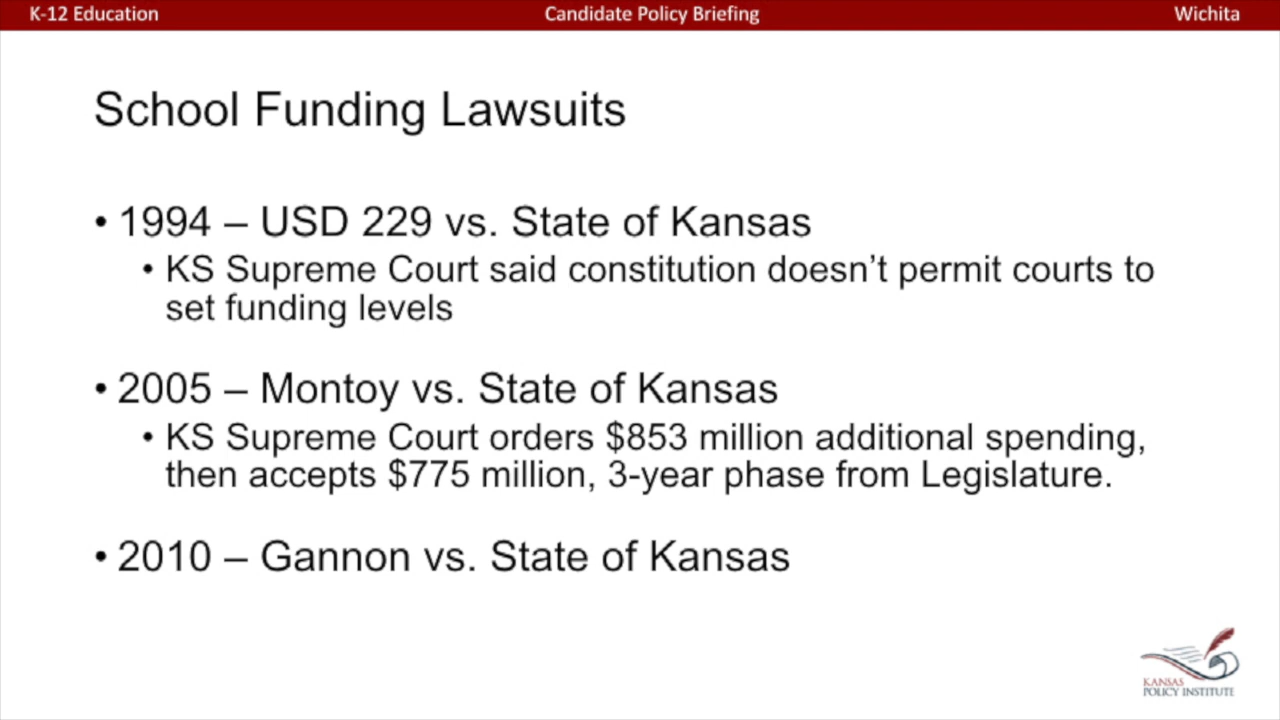 K-12 Education
Candidate Policy Briefing
Wichita
School Funding Lawsuits
• 1994 – USD 229 vs. State of Kansas
• KS Supreme Court said constitution doesn’t permit courts to
set funding levels
• 2005 – Montoy vs. State of Kansas
• KS Supreme Court orders $853 million additional spending,
then accepts $775 million, 3-year phase from Legislature.
• 2010 – Gannon vs. State of Kansas
KANSAS
POLICY INSTITUTE